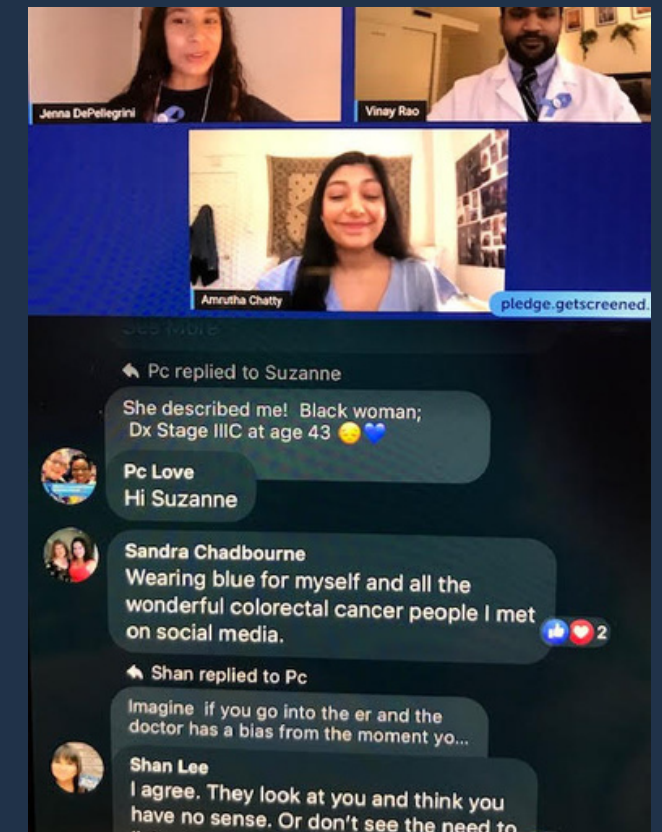 Jenna DePellegrini
Vinay Rao
Amrutha Chatty
pledge.getscreened.
See More
Pc replied to Suzanne
She described me! Black woman;
Dx Stage IIIC at age 43 😔💙
Pc Love
Hi Suzanne
Sandra Chadbourne
Wearing blue for myself and all the
wonderful colorectal cancer people I met
on social media.
2
Shan replied to Pc
Imagine if you go into the er and the
doctor has a bias from the moment yo...
Shan Lee
I agree. They look at you and think you
have no sense. Or don't see the need to